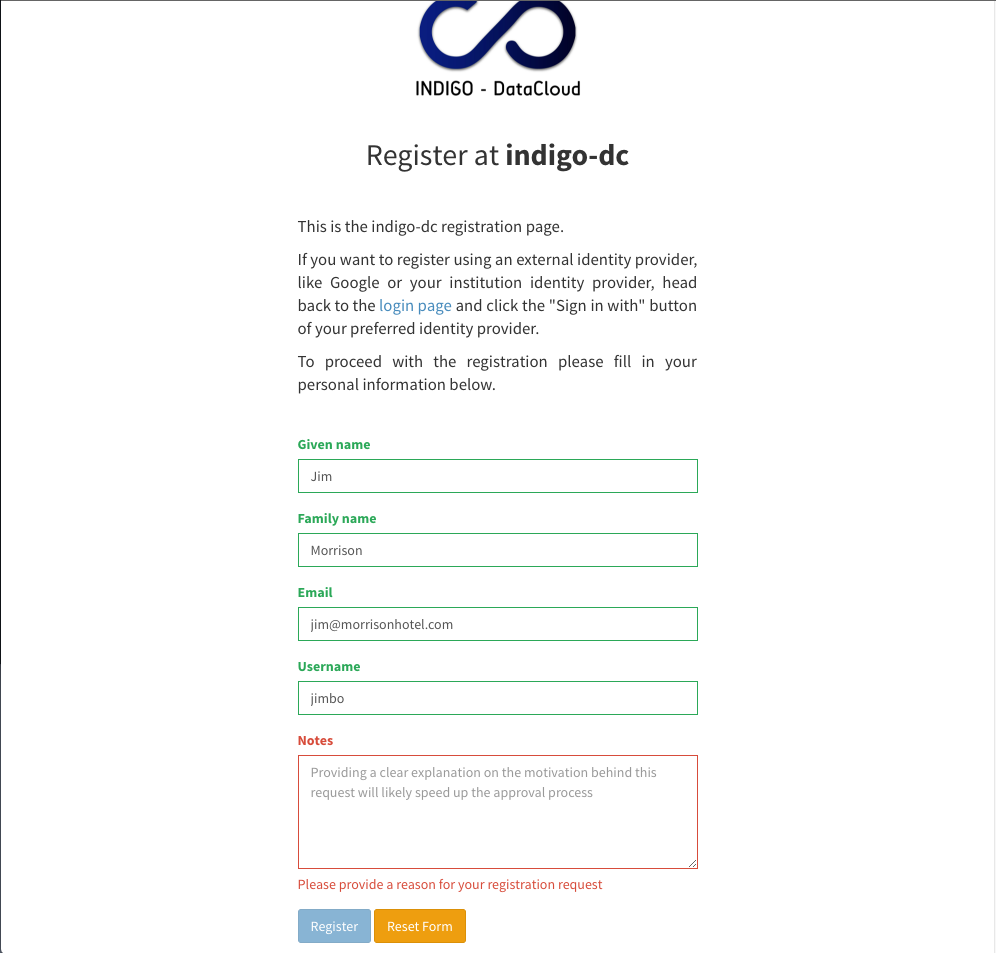 INDIGO - DataCloud
Register at indigo-dc
This is the indigo-dc registration page.
If you want to register using an external identity provider,
like Google or your institution identity provider, head
back to the login page and click the "Sign in with" button
of your preferred identity provider.
To proceed with the registration please fill in your
personal information below.
Given name
Jim
Family name
Morrison
Email
jim@morrisonhotel.com
Username
jimbo
Notes
Providing a clear explanation on the motivation behind this
request will likely speed up the approval process
Please provide a reason for your registration request
Register Reset Form